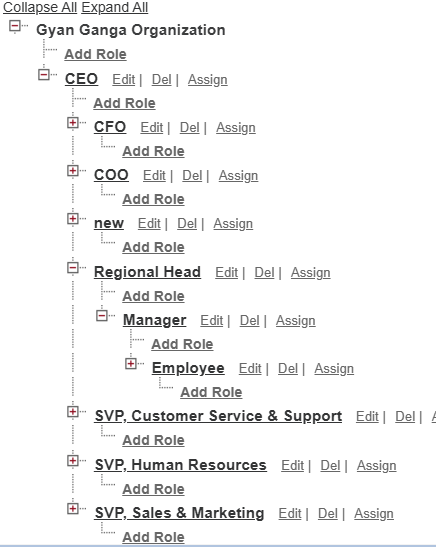 Collapse All Expand All
Gyan Ganga Organization
Add Role
CEO Edit | Del | Assign
Add Role
CFO Edit | Del | Assign
Add Role
COO Edit | Del | Assign
Add Role
new Edit | Del | Assign
Add Role
Regional Head Edit | Del | Assign
Add Role
Manager Edit | Del | Assign
Add Role
Employee Edit | Del | Assign
Add Role
SVP, Customer Service & Support Edit | Del |
Add Role
SVP, Human Resources Edit | Del | Assign
Add Role
SVP, Sales & Marketing Edit | Del | Assign
Add Role